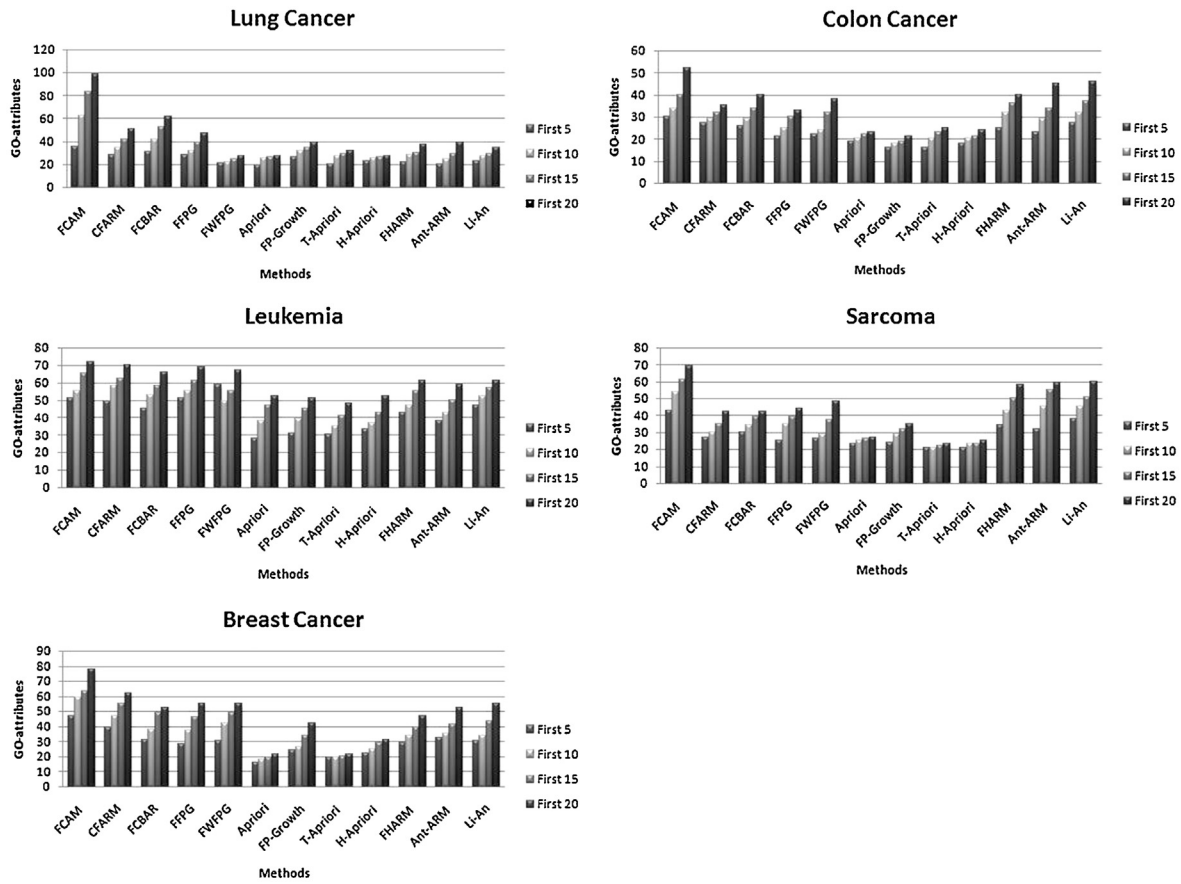 Lung Cancer
GO-attributes
120
100
80
60
40
20
0
FCAM
CFARM
FCBAR
FFPG
FWFPG
Apriori
FP-Growth
T-Apriori
H-Apriori
FHARM
Ant-ARM
Li-An
Methods
First 5
First 10
First 15
First 20
Colon Cancer
GO-attributes
60
50
40
30
20
10
0
FCAM
CFARM
FCBAR
FFPG
FWFPG
Apriori
FP-Growth
T-Apriori
H-Apriori
FHARM
Ant-ARM
Li-An
Methods
First 5
First 10
First 15
First 20
Leukemia
GO-attributes
80
70
60
50
40
30
20
10
0
FCAM
CFARM
FCBAR
FFPG
FWFPG
Apriori
FP-Growth
T-Apriori
H-Apriori
FHARM
Ant-ARM
Li-An
Methods
First 5
First 10
First 15
First 20
Sarcoma
GO-attributes
80
70
60
50
40
30
20
10
0
FCAM
CFARM
FCBAR
FFPG
FWFPG
Apriori
FP-Growth
T-Apriori
H-Apriori
FHARM
Ant-ARM
Li-An
Methods
First 5
First 10
First 15
First 20
Breast Cancer
GO-attributes
90
80
70
60
50
40
30
20
10
0
FCAM
CFARM
FCBAR
FFPG
FWFPG
Apriori
FP-Growth
T-Apriori
H-Apriori
FHARM
Ant-ARM
Li-An
Methods
First 5
First 10
First 15
First 20